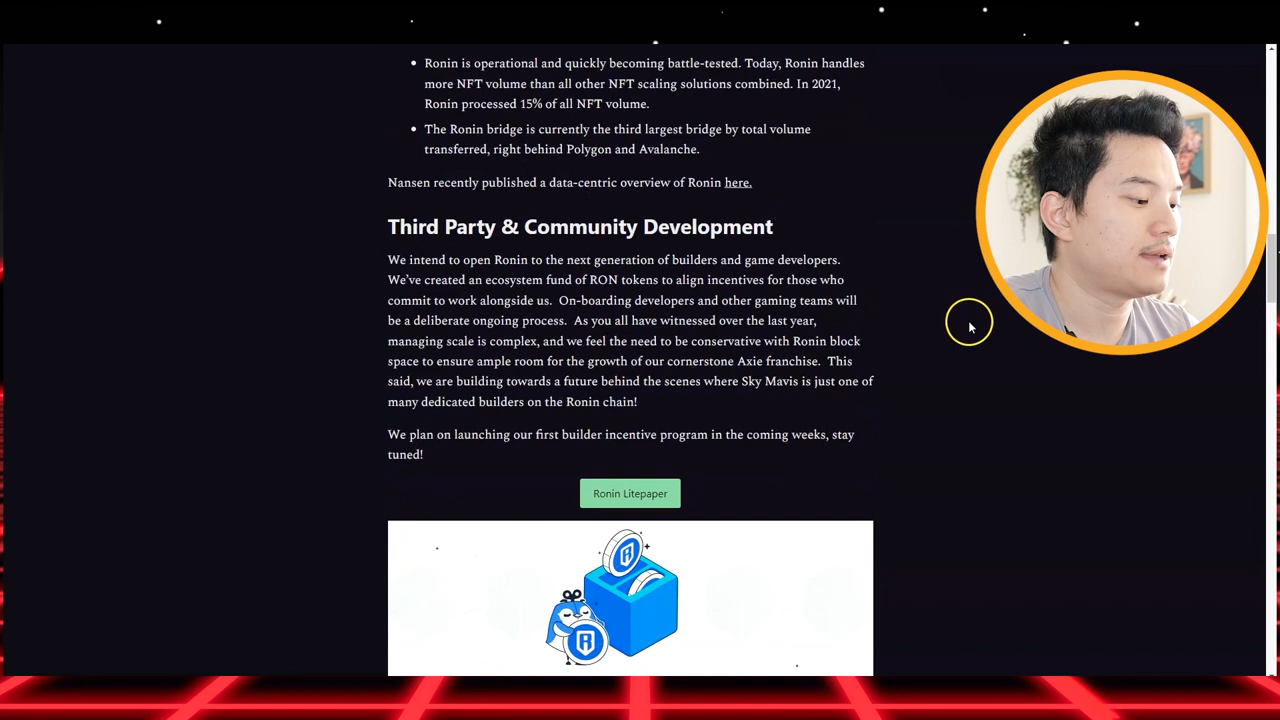 Ronin is operational and quickly becoming battle-tested. Today, Ronin handles
more NFT volume than all other NFT scaling solutions combined. In 2021,
Ronin processed 15% of all NFT volume.
The Ronin bridge is currently the third largest bridge by total volume
transferred, right behind Polygon and Avalanche.
Nansen recently published a data-centric overview of Ronin here.
Third Party & Community Development
We intend to open Ronin to the next generation of builders and game developers.
We've created an ecosystem fund of RON tokens to align incentives for those who
commit to work alongside us. On-boarding developers and other gaming teams will
be a deliberate ongoing process. As you all have witnessed over the last year,
managing scale is complex, and we feel the need to be conservative with Ronin block
space to ensure ample room for the growth of our cornerstone Axie franchise. This
said, we are building towards a future behind the scenes where Sky Mavis is just one of
many dedicated builders on the Ronin chain!
We plan on launching our first builder incentive program in the coming weeks, stay
tuned!
Ronin Litepaper